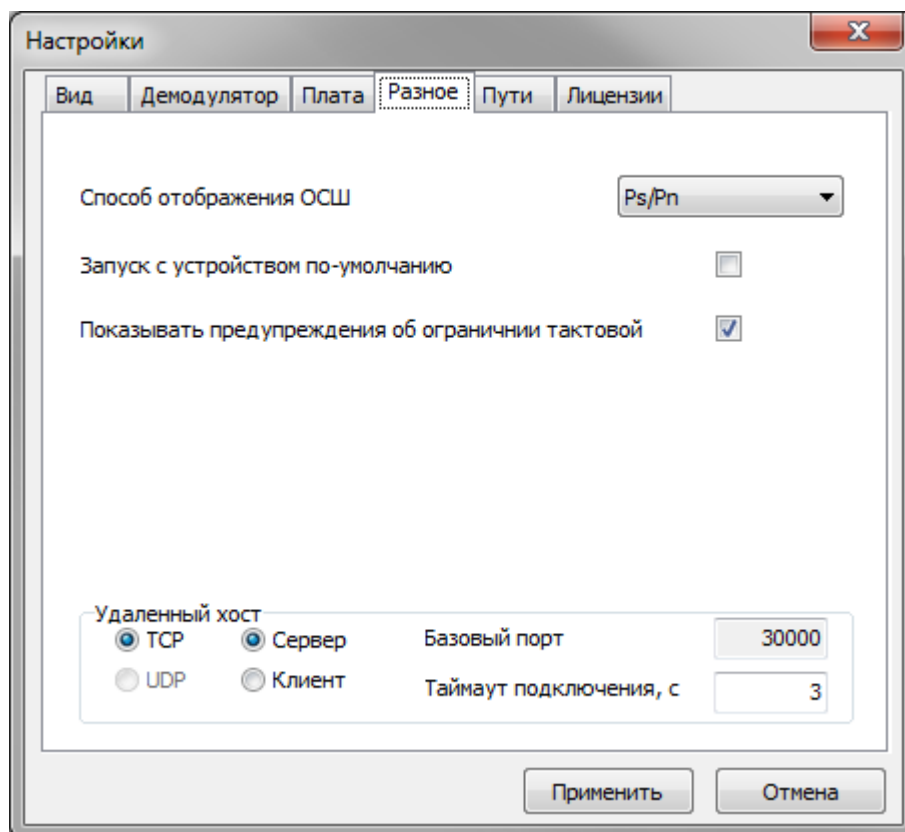 Настройки
Вид Демодулятор Плата Разное Пути Лицензии
Способ отображения ОСШ Ps/Pn
Запуск с устройством по-умолчанию
Показывать предупреждения об ограничнии тактовой
Удаленный хост
TCP Сервер Базовый порт 30000
UDP Клиент Таймаут подключения, с 3
Применить Отмена